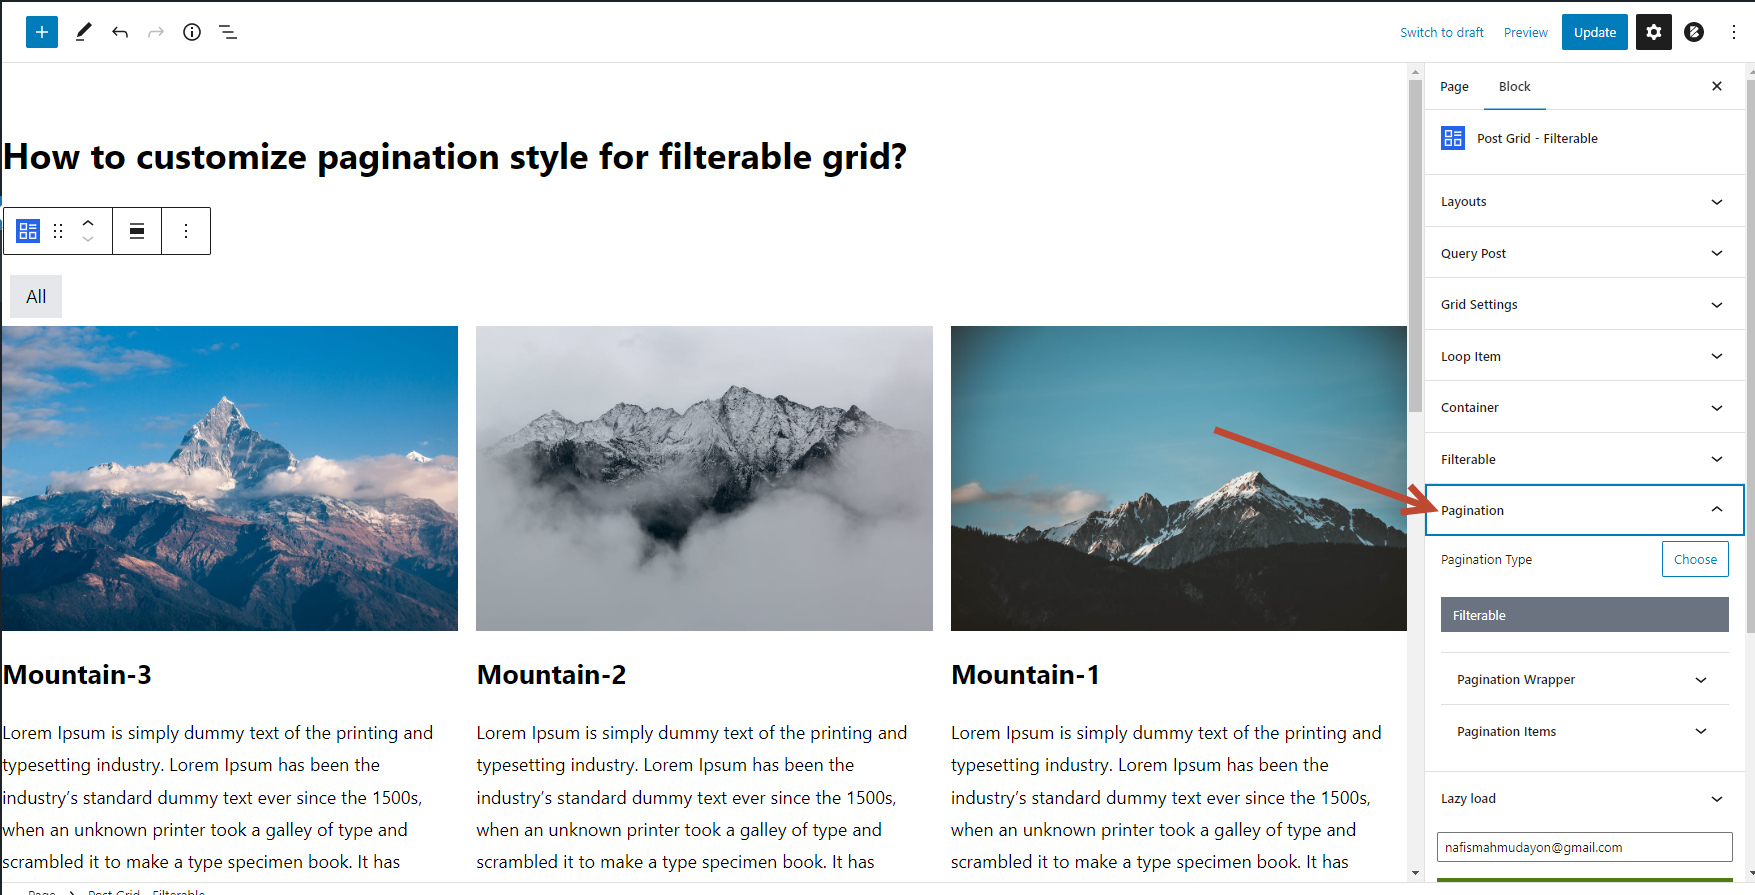 Switch to draft
Preview
Update
How to customize pagination style for filterable grid?
All
Mountain-3
Lorem Ipsum is simply dummy text of the printing and
typesetting industry. Lorem Ipsum has been the
industry’s standard dummy text ever since the 1500s,
when an unknown printer took a galley of type and
scrambled it to make a type specimen book. It has
Mountain-2
Lorem Ipsum is simply dummy text of the printing and
typesetting industry. Lorem Ipsum has been the
industry’s standard dummy text ever since the 1500s,
when an unknown printer took a galley of type and
scrambled it to make a type specimen book. It has
Mountain-1
Lorem Ipsum is simply dummy text of the printing and
typesetting industry. Lorem Ipsum has been the
industry’s standard dummy text ever since the 1500s,
when an unknown printer took a galley of type and
scrambled it to make a type specimen book. It has
Page
Block
Post Grid - Filterable
Layouts
Query Post
Grid Settings
Loop Item
Container
Filterable
Pagination
Pagination Type
Choose
Filterable
Pagination Wrapper
Pagination Items
Lazy load
nafismahmudayon@gmail.com
Page
Post Grid - Filterable